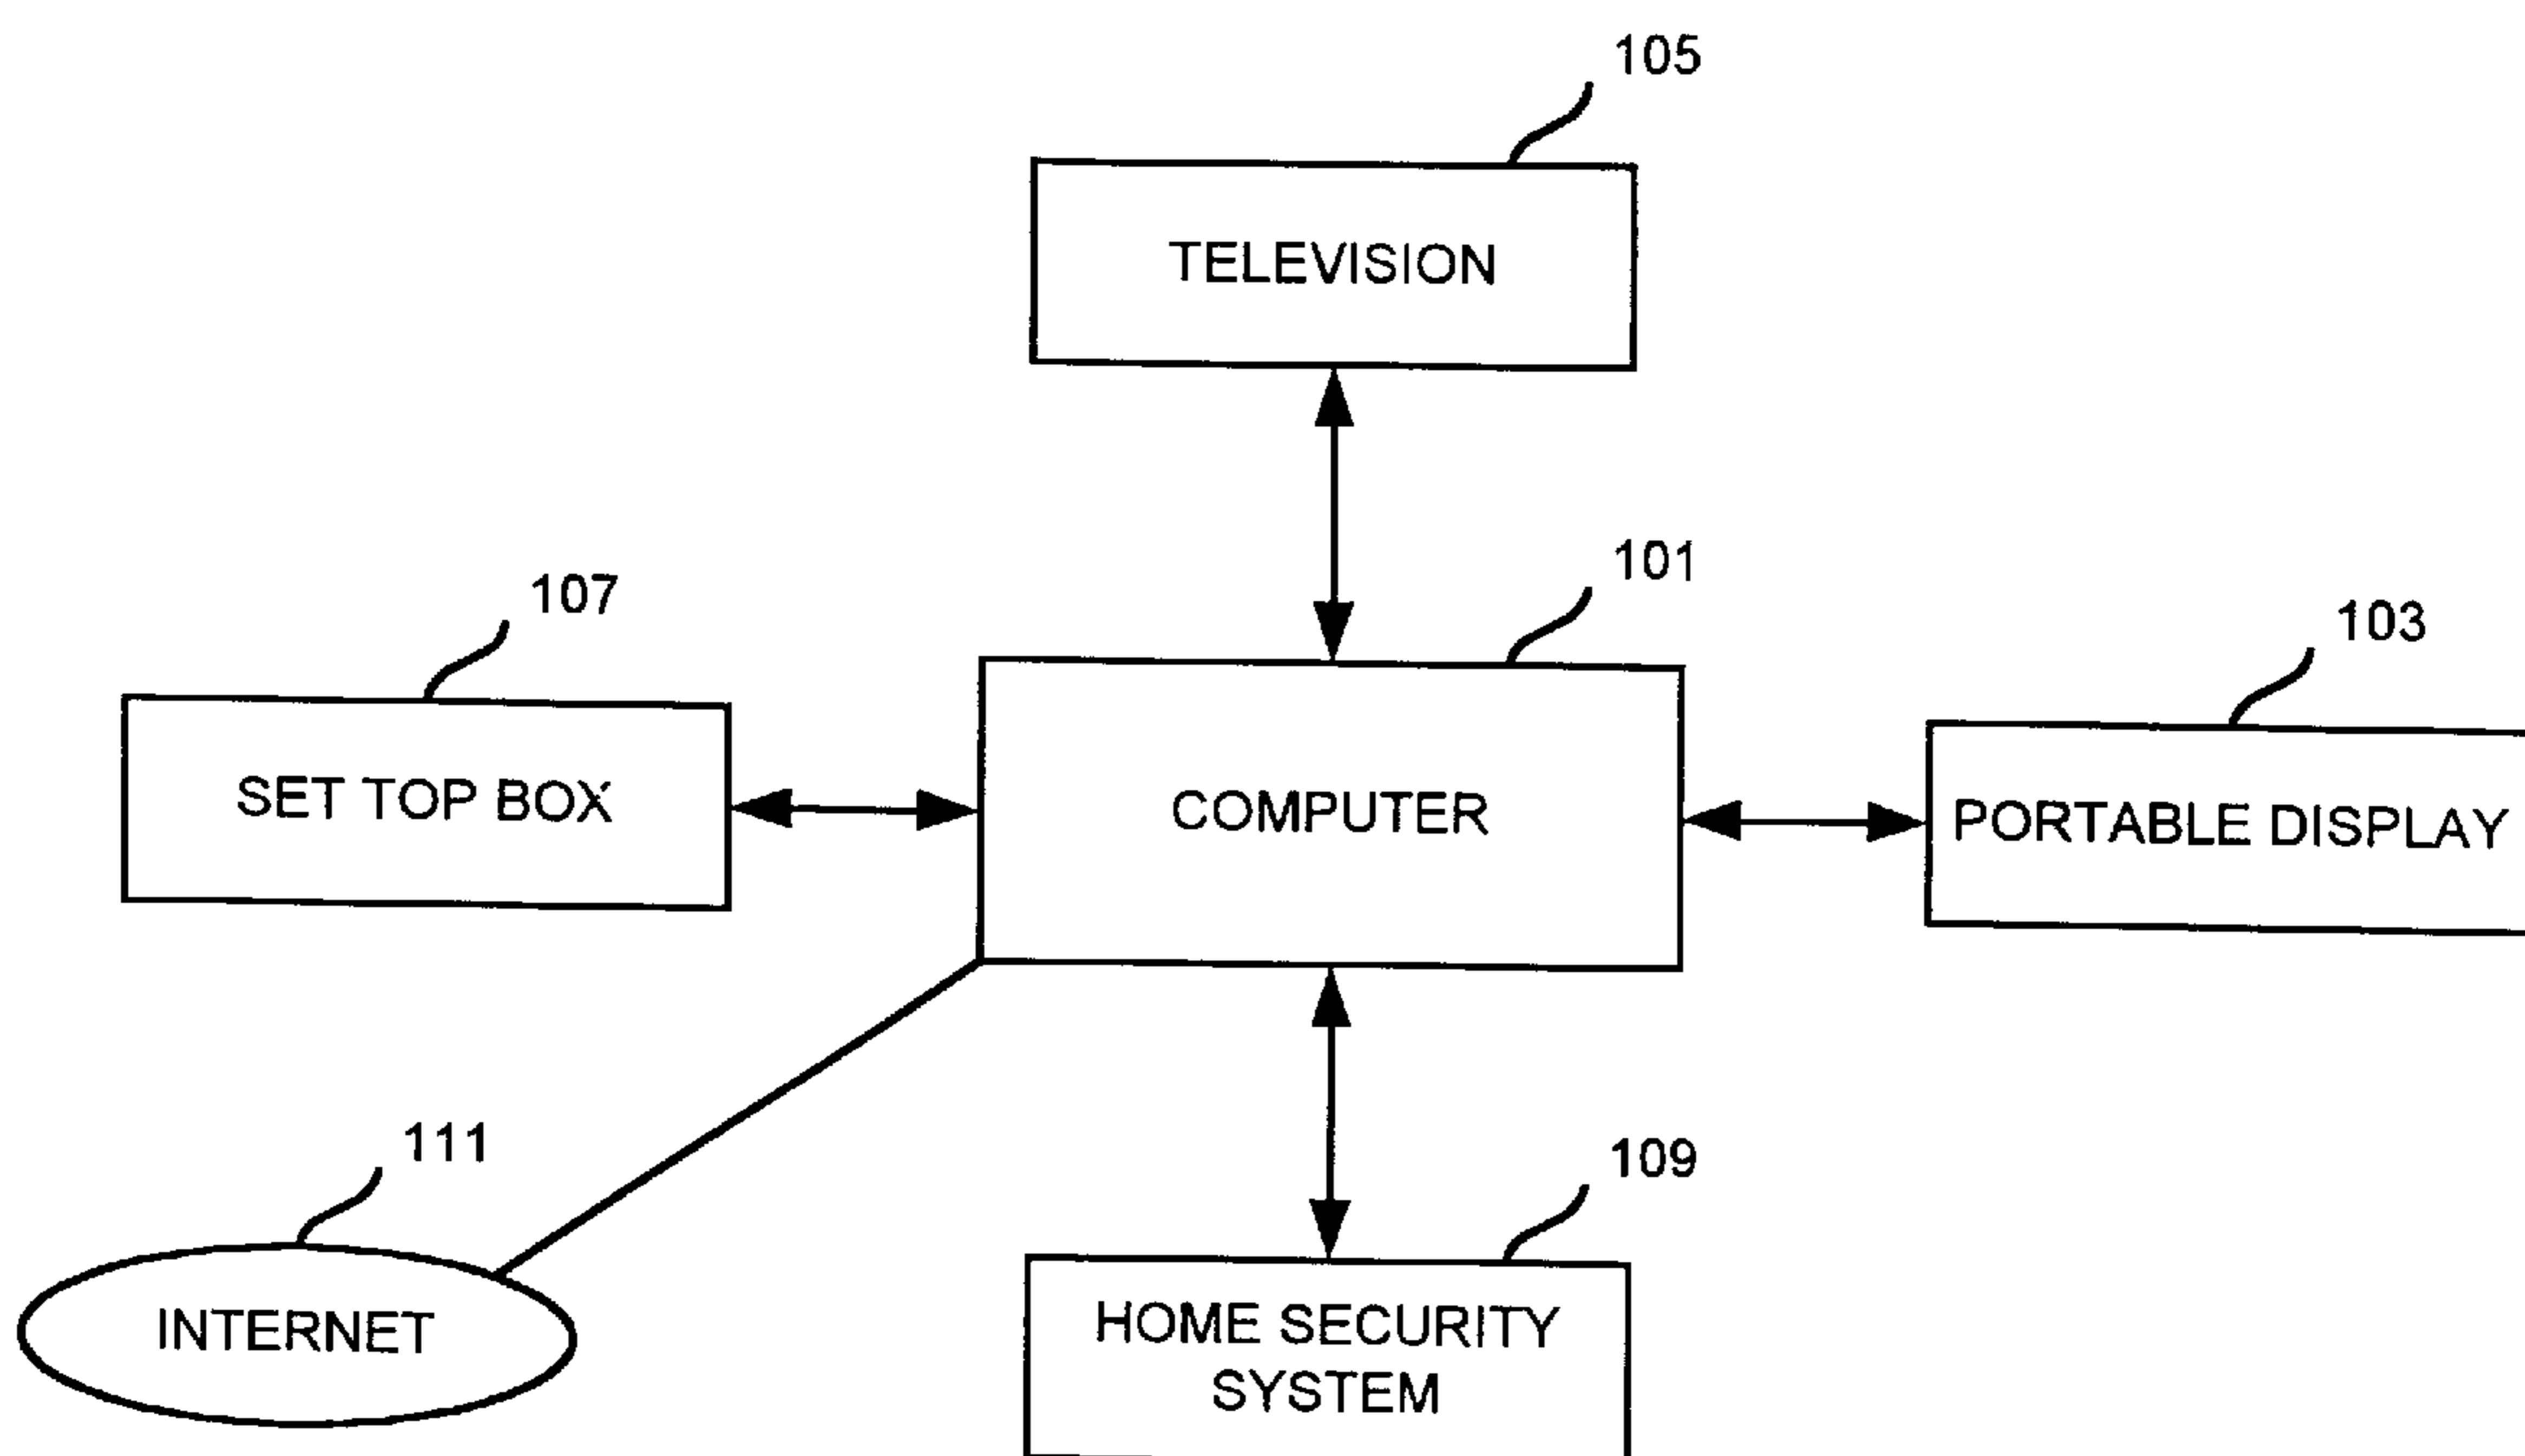 105
TELEVISION
101
107
103
SET TOP BOX
COMPUTER
PORTABLE DISPLAY
111
109
INTERNET
HOME SECURITY
SYSTEM